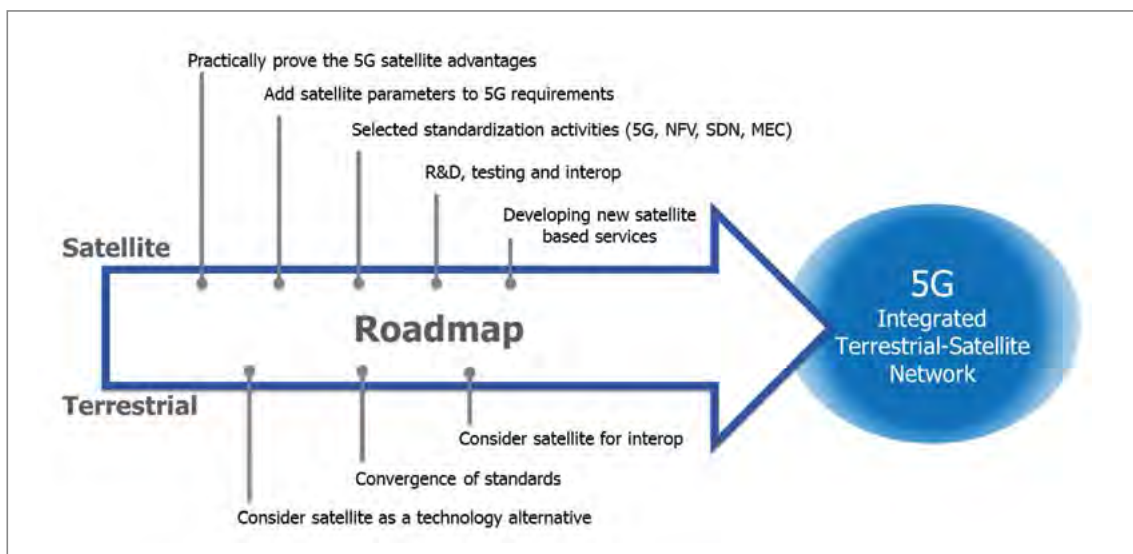 Practically prove the 5G satellite advantages
Add satellite parameters to 5G requirements
Selected standardization activities (5G, NFV, SDN, MEC)
R&D, testing and interop
Developing new satellite
based services
Satellite
Roadmap
5G
Integrated
Terrestrial-Satellite
Network
Terrestrial
Consider satellite for interop
Convergence of standards
Consider satellite as a technology alternative